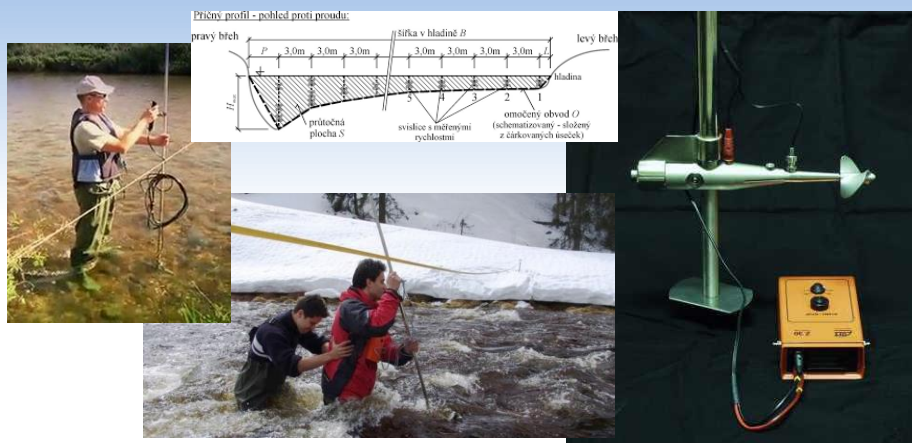 Příčný profil - pohled proti proudu:
pravý břeh
šířka v hladině B
levý břeh
P 3,0m 3,0m 3,0m 3,0m 3,0m 3,0m 3,0m L
hladina
H
5 4 3 2 1
průtočná
plocha S
svislice s měřenými
rychlostmi
omočený obvod O
(schematizovaný - složený
z čárkovaných úseček)